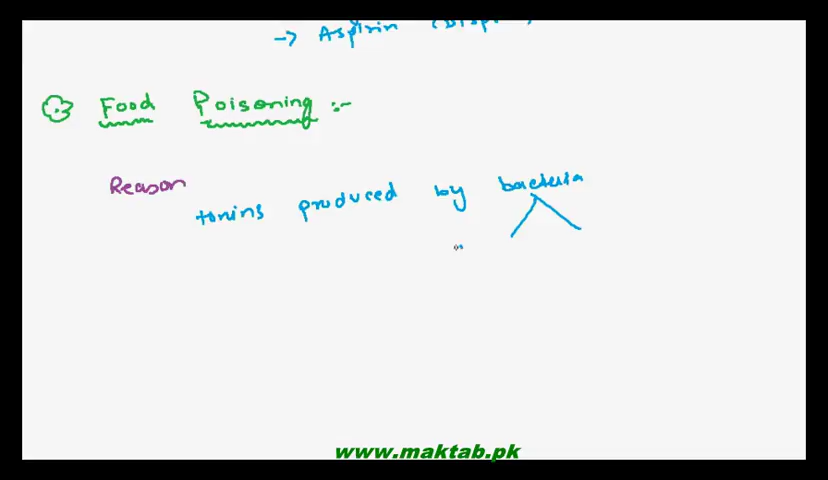 -> Aspirin
Food Poisoning :-
Reason
toxins produced by bacteria
www.maktab.pk